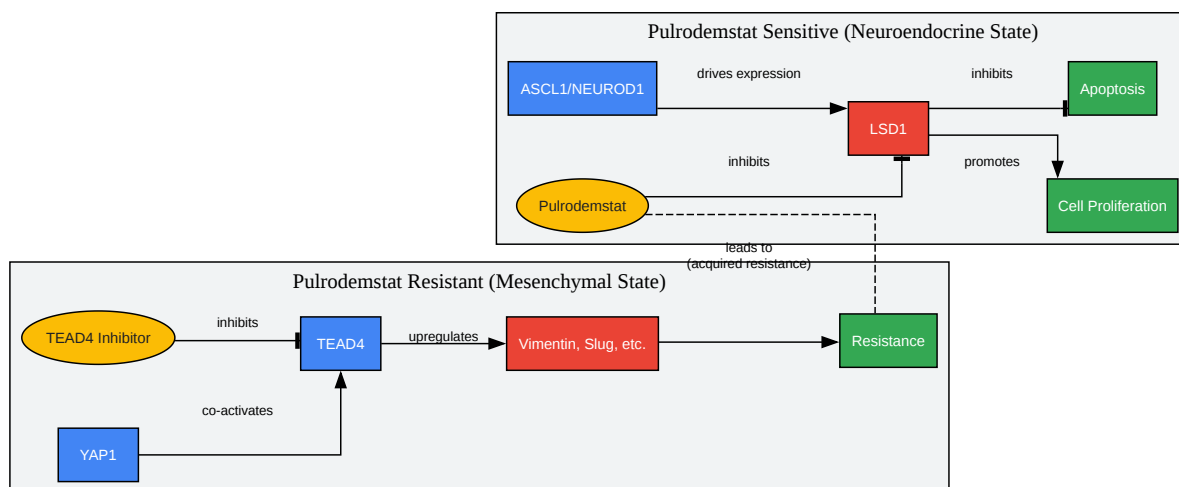 Pulrodemstat Sensitive (Neuroendocrine State)
ASCL1/NEUROD1
drives expression
LSD1
inhibits
Apoptosis
inhibits
promotes
Pulrodemstat
Cell Proliferation
leads to
(acquired resistance)
Pulrodemstat Resistant (Mesenchymal State)
TEAD4 Inhibitor
inhibits
TEAD4
upregulates
Vimentin, Slug, etc.
Resistance
co-activates
YAP1